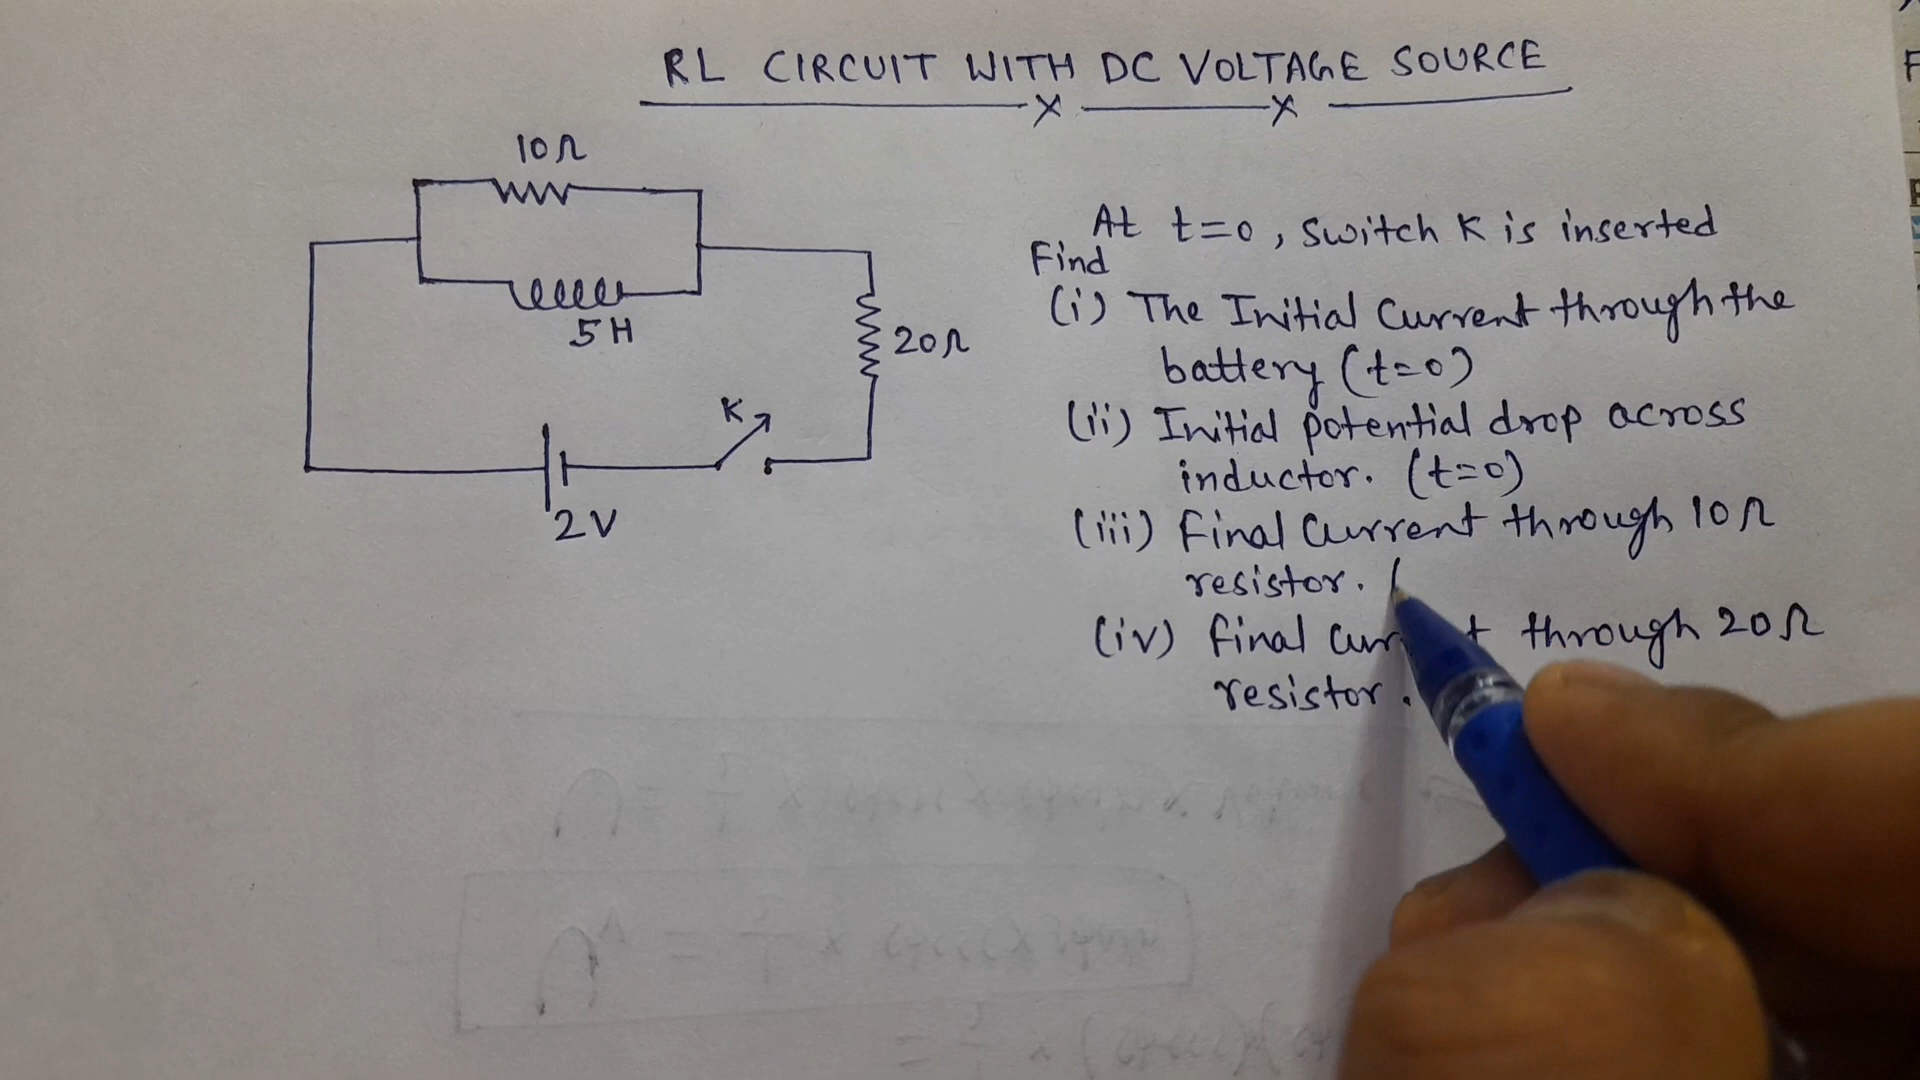 RL CIRCUIT WITH DC VOLTAGE SOURCE
10Ω
5H
20Ω
K
2V
At t=0, Switch K is inserted
Find
(i) The Initial Current through the
battery (t=0)
(ii) Initial potential drop across
inductor. (t=0)
(iii) Final Current through 10Ω
resistor. (
(iv) Final through 20Ω
resistor.